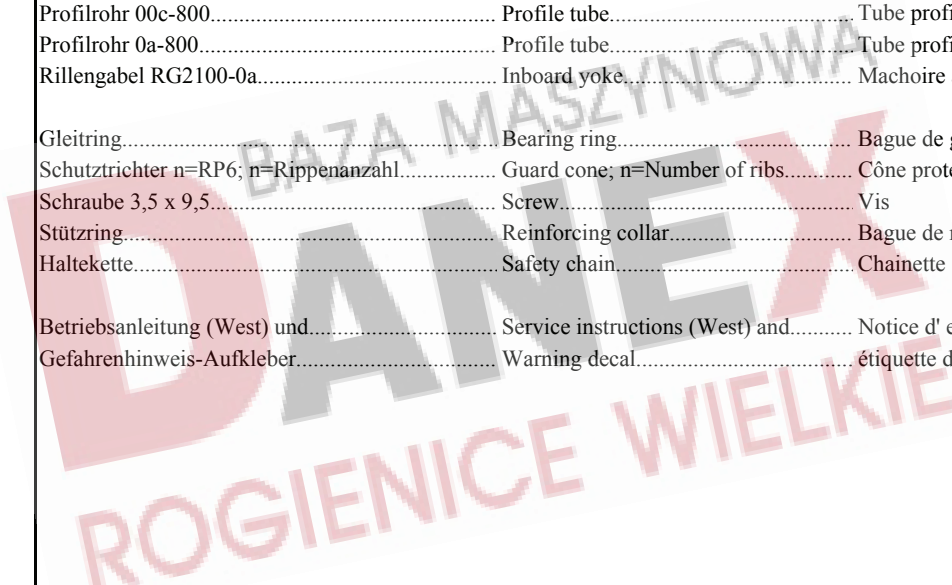 Profilrohr 00c-800 Profile tube Tube
Profilrohr 0a-800 Profile tube Tube
Rillengabel RG2100-0a Inboard yoke Machoire
Gleitring Bearing ring Bague de
Schutztrichter n=RP6; n=Rippenanzahl Guard cone; n=Number of ribs Cône
Schraube 3,5 x 9,5 Screw Vis
Stützring Reinforcing collar Bague de
Haltekette Safety chain Chainette
Betriebsanleitung (West) und Service instructions (West) and Notice d'
Gefahrenhinweis-Aufkleber Warning decal étiquette
BAZA MASZYNOWA
DANEX
ROGIENICE WIELKIE